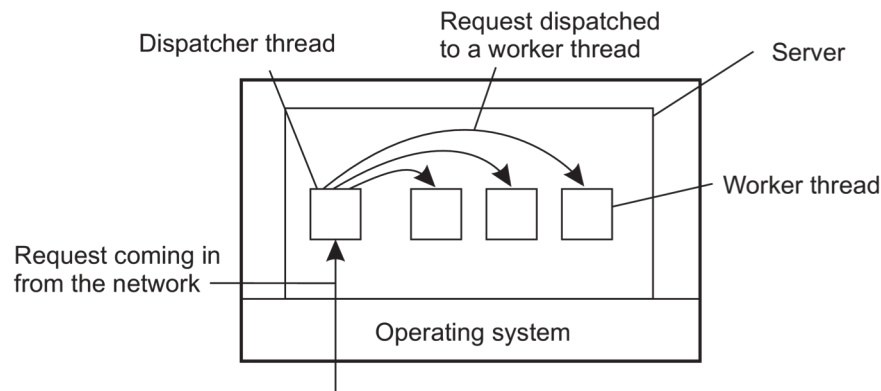 Dispatcher thread
Request dispatched
to a worker thread
Server
Worker thread
Request coming in
from the network
Operating system